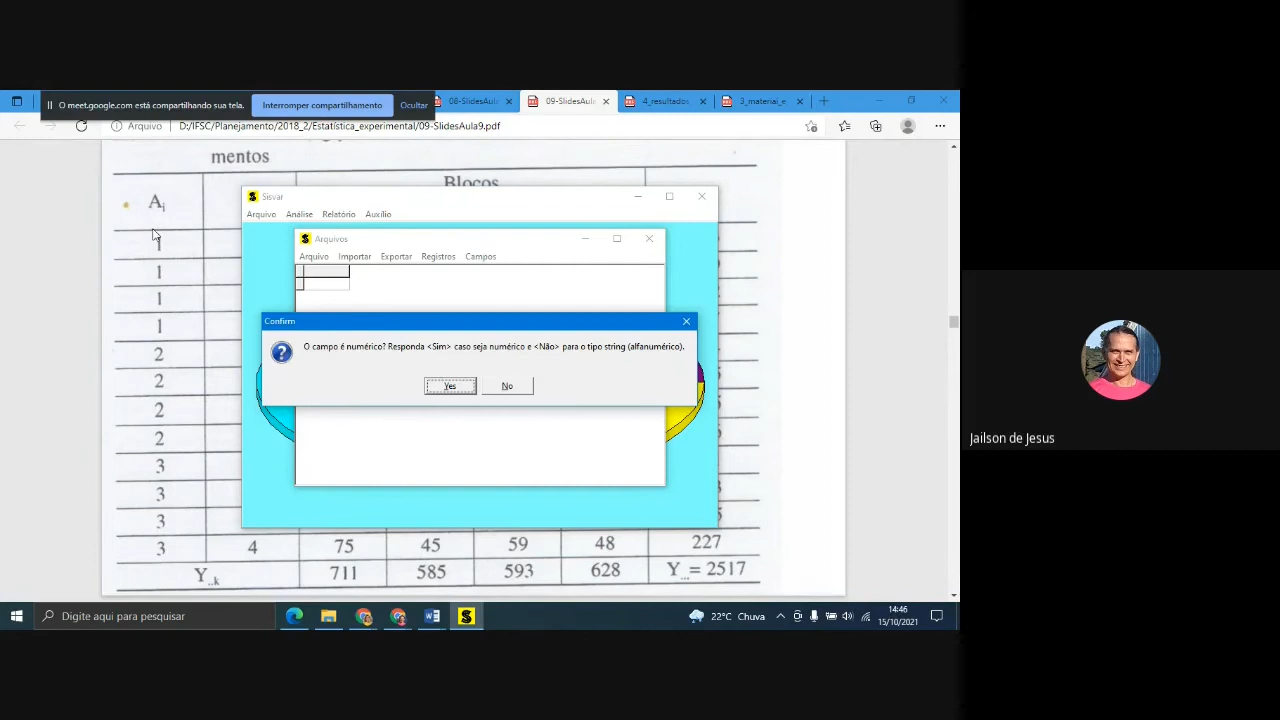 O meet.google.com está compartilhando sua tela.
Interromper compartilhamento
Ocultar
08-SlidesAula
09-SlidesAula
4_resultados
3_material_e
Arquivo
D:/IFSC/Planejamento/2018_2/Estatística_experimental/09-SlidesAula9.pdf
mentos
Blocos
Ai
1
1
1
1
2
2
2
2
3
3
3
3 4 75 45 59 48 227
Y..k 711 585 593 628 Y... = 2517
Sisvar
Arquivo Análise Relatório Auxílio
Arquivos
Arquivo Importar Exportar Registros Campos
Confirm
O campo é numérico? Responda <Sim> caso seja numérico e <Não> para o tipo string (alfanumérico).
Yes No
Jailson de Jesus
Digite aqui para pesquisar
22°C Chuva
14:46
15/10/2021